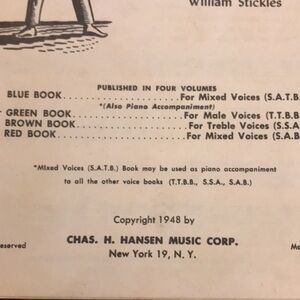 William Stickles
PUBLISHED IN FOUR VOLUMES
BLUE BOOK..............For Mixed Voices (S.A.T.B.
*(Also Piano Accompaniment)
GREEN BOOK..............For Male Voices (T.T.B.
BROWN BOOK..............For Treble Voices (S.S.A
RED BOOK..............For Mixed Voices (S.A.B.
*Mixed Voices (S.A.T.B.) Book may be used as piano accompaniment
to all the other voice books (T.T.B.B., S.S.A., S.A.B.)
Copyright 1948 by
CHAS. H. HANSEN MUSIC CORP.
eserved
New York 19, N. Y.
Ma